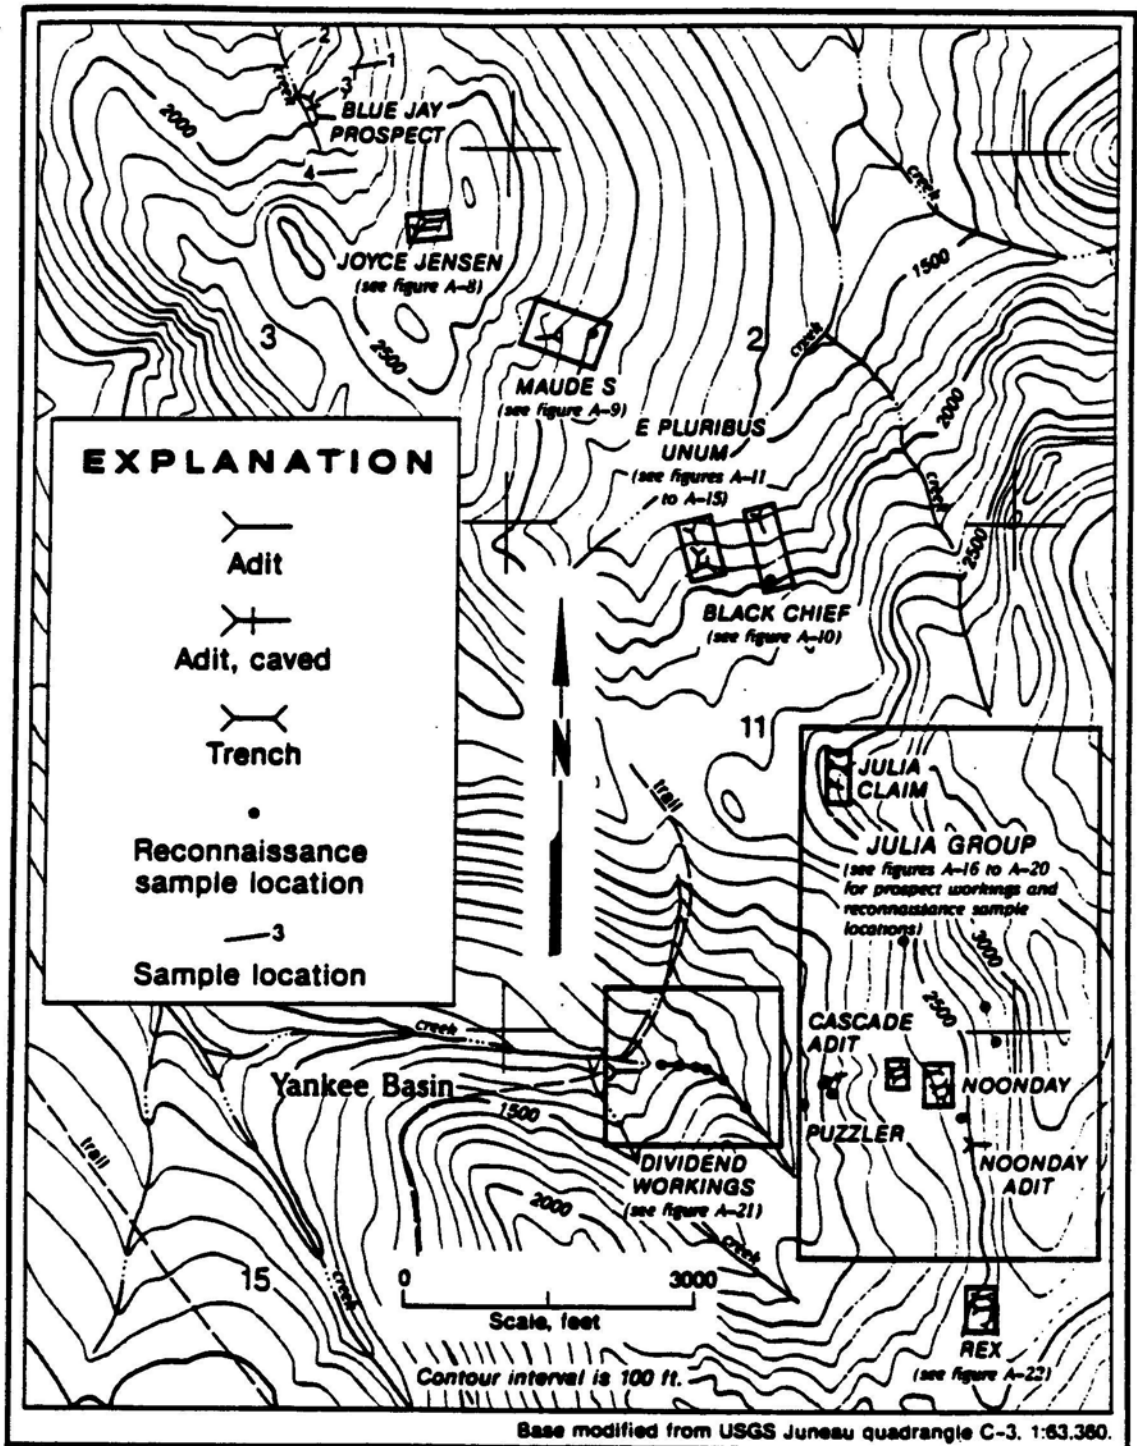 2
1
creek
3
BLUE JAY
PROSPECT
2000
4
creek
JOYCE JENSEN
(see figure A-8)
1500
3
2500
2
creek
MAUDE S
(see figure A-9)
2000
E PLURIBUS
UNUM
(see figures A-11
to A-15)
creek
2500
BLACK CHIEF
(see figure A-10)
EXPLANATION
Adit
Adit, caved
Trench
Reconnaissance
sample location
3
Sample location
N
11
trail
JULIA
CLAIM
JULIA GROUP
(see figures A-16 to A-20
for prospect workings and
reconnaissance sample
locations)
3000
2500
CASCADE
ADIT
creek
Yankee Basin
NOONDAY
1500
PUZZLER
trail
DIVIDEND
WORKINGS
(see figure A-21)
NOONDAY
ADIT
2000
creek
15
creek
0
3000
Scale, feet
REX
(see figure A-22)
Contour interval is 100 ft.
Base modified from USGS Juneau quadrangle C-3, 1:63,360.